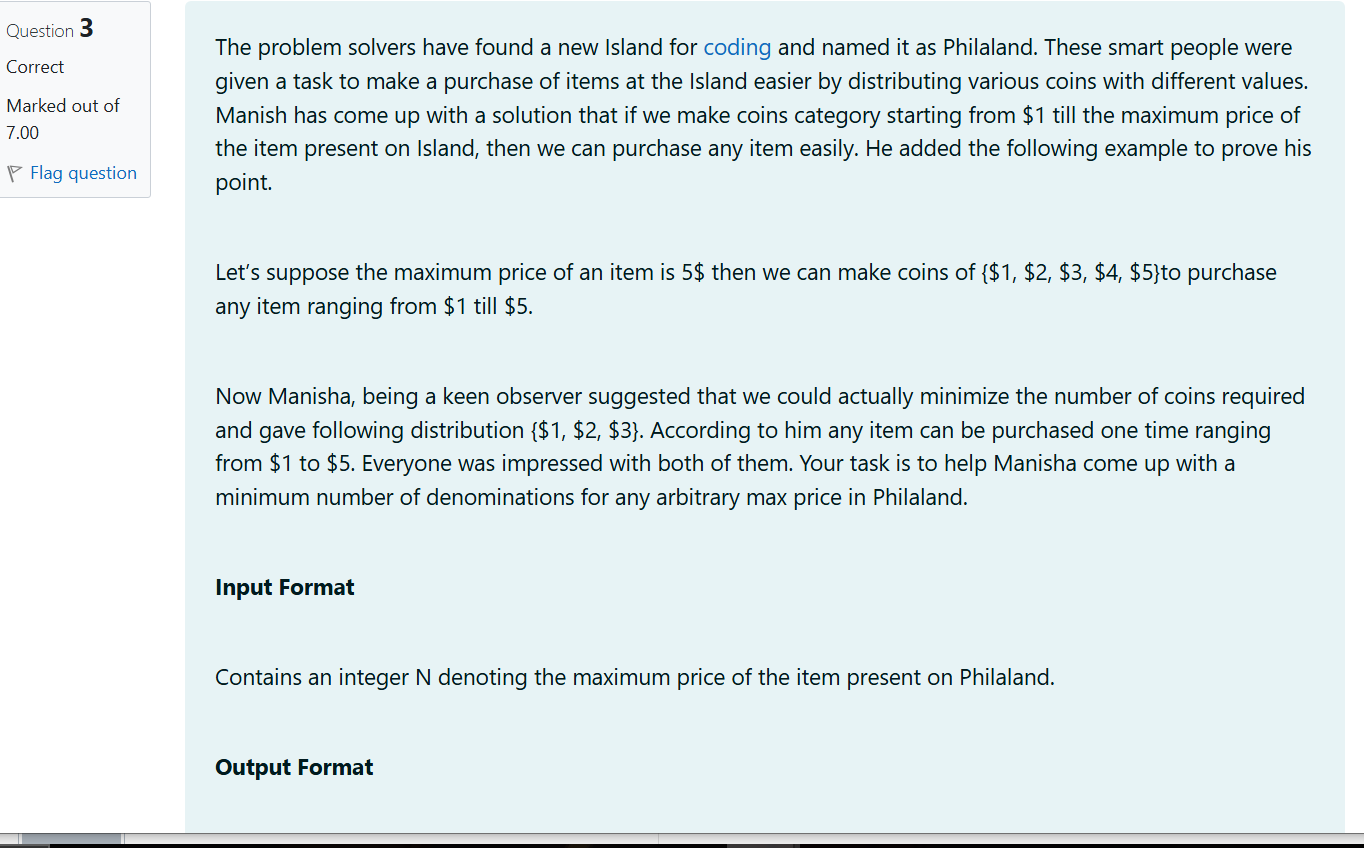 Question 3
Correct
Marked out of
7.00
Flag question
The problem solvers have found a new Island for coding and named it as Philaland. These smart people were
given a task to make a purchase of items at the Island easier by distributing various coins with different values.
Manish has come up with a solution that if we make coins category starting from $1 till the maximum price of
the item present on Island, then we can purchase any item easily. He added the following example to prove his
point.
Let’s suppose the maximum price of an item is 5$ then we can make coins of {$1, $2, $3, $4, $5}to purchase
any item ranging from $1 till $5.
Now Manisha, being a keen observer suggested that we could actually minimize the number of coins required
and gave following distribution {$1, $2, $3}. According to him any item can be purchased one time ranging
from $1 to $5. Everyone was impressed with both of them. Your task is to help Manisha come up with a
minimum number of denominations for any arbitrary max price in Philaland.
Input Format
Contains an integer N denoting the maximum price of the item present on Philaland.
Output Format